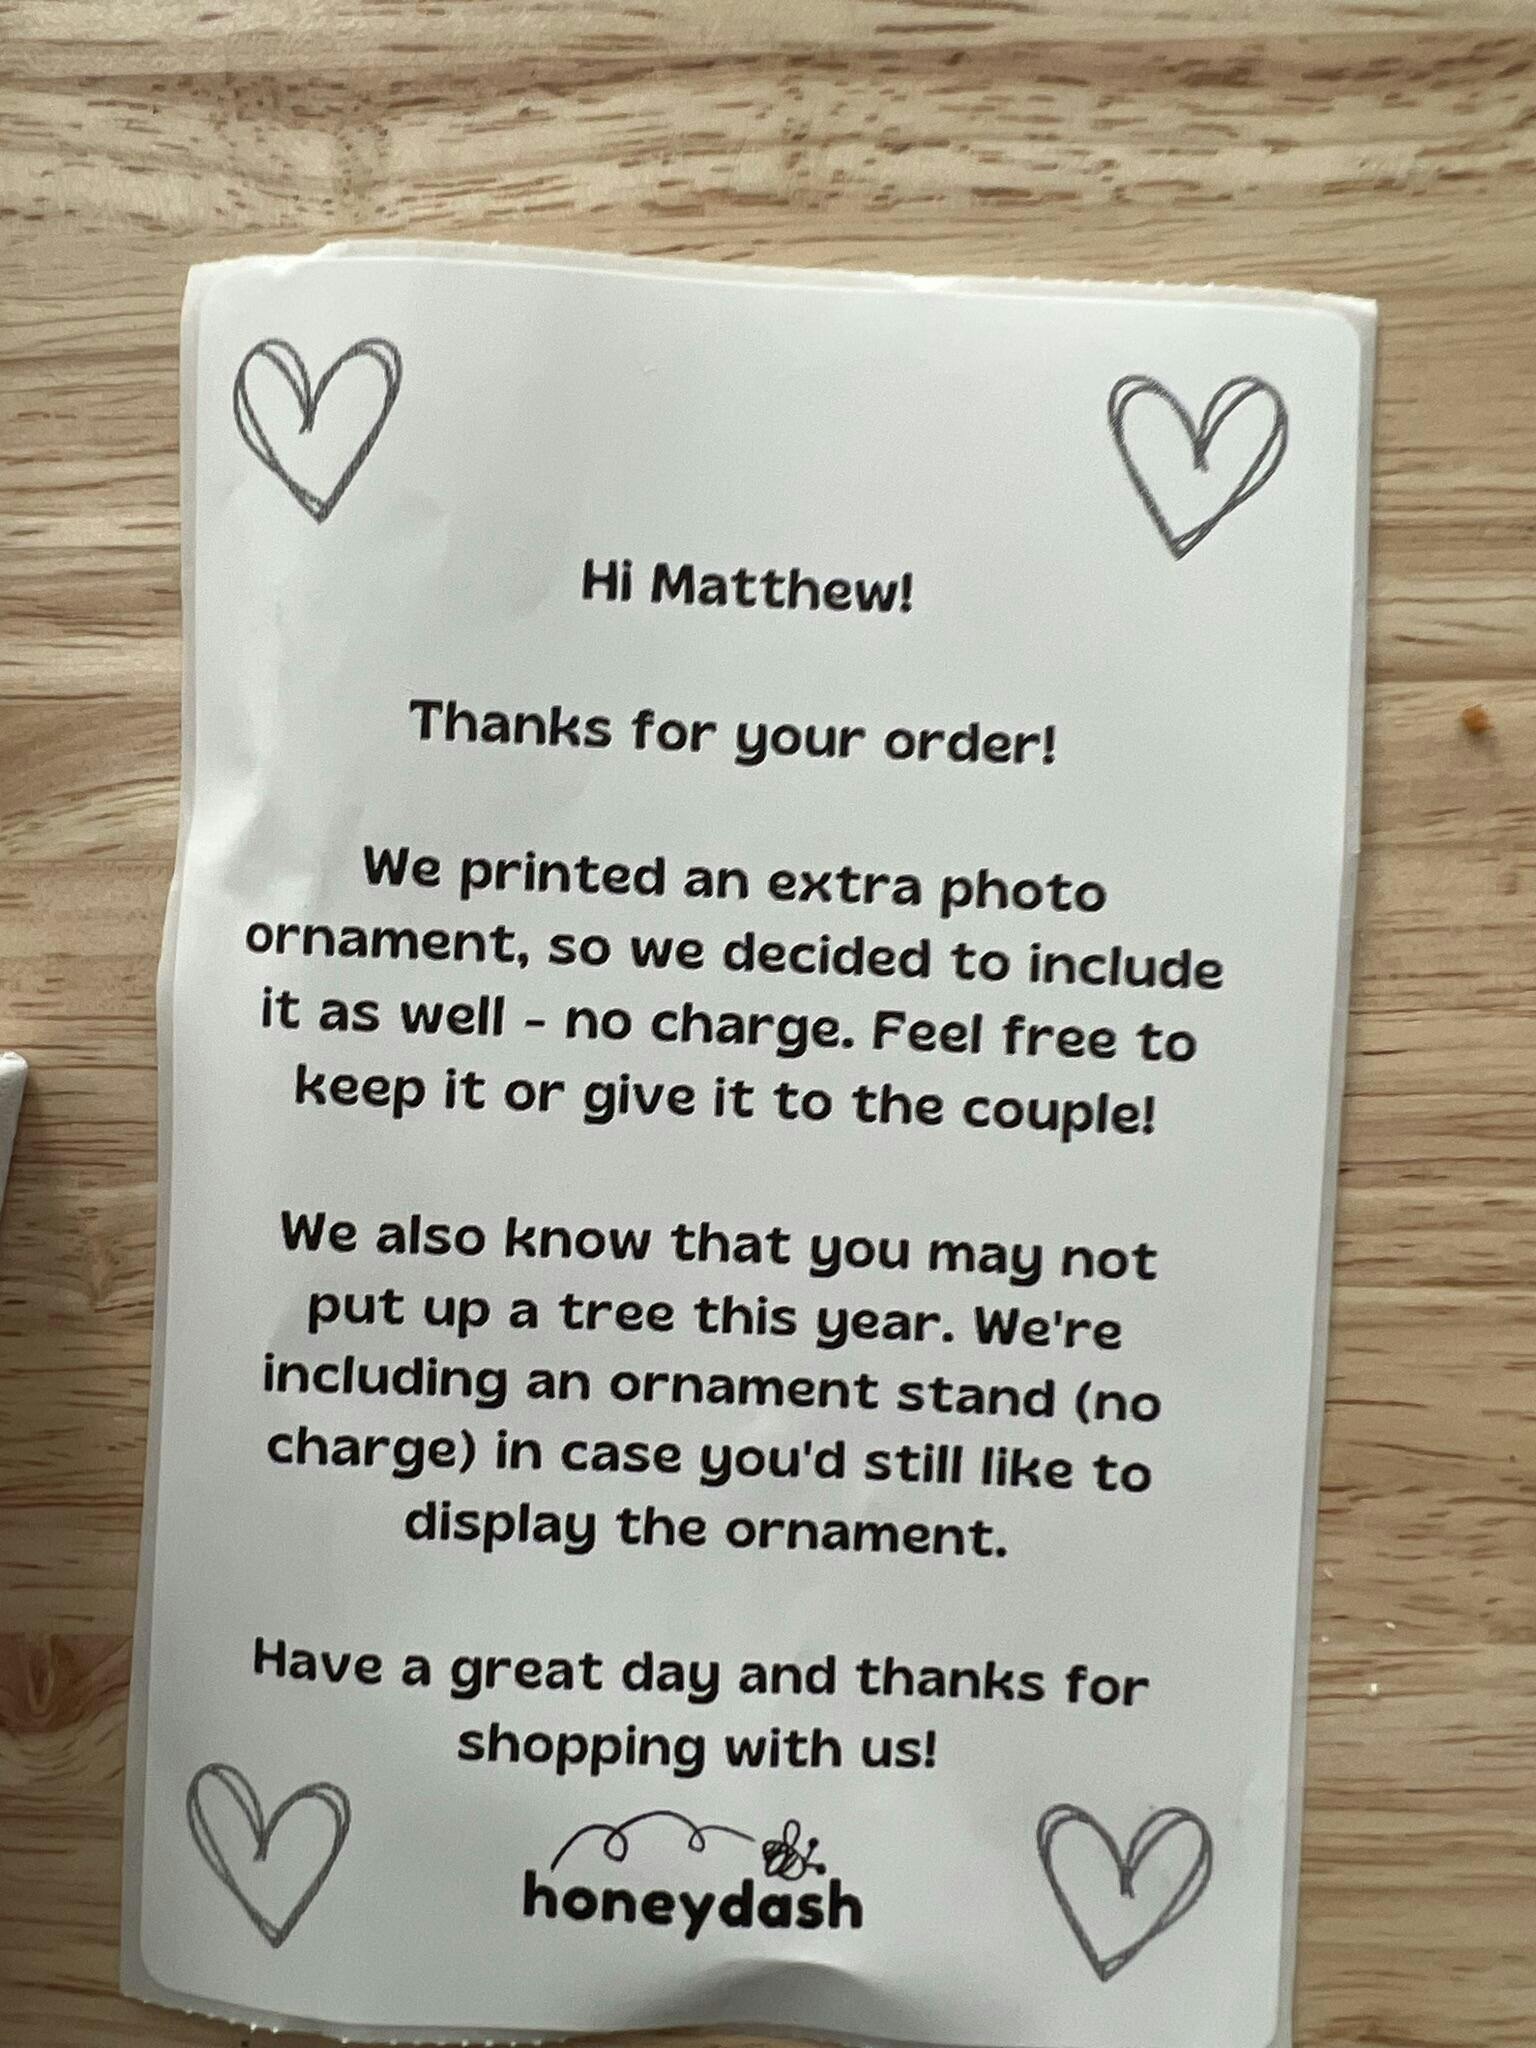 Hi Matthew!
Thanks for your order!
We printed an extra photo
ornament, so we decided to include
it as well - no charge. Feel free to
keep it or give it to the couple!
We also know that you may not
put up a tree this year. We're
including an ornament stand (no
charge) in case you'd still like to
display the ornament.
Have a great day and thanks for
shopping with us!
honeydash